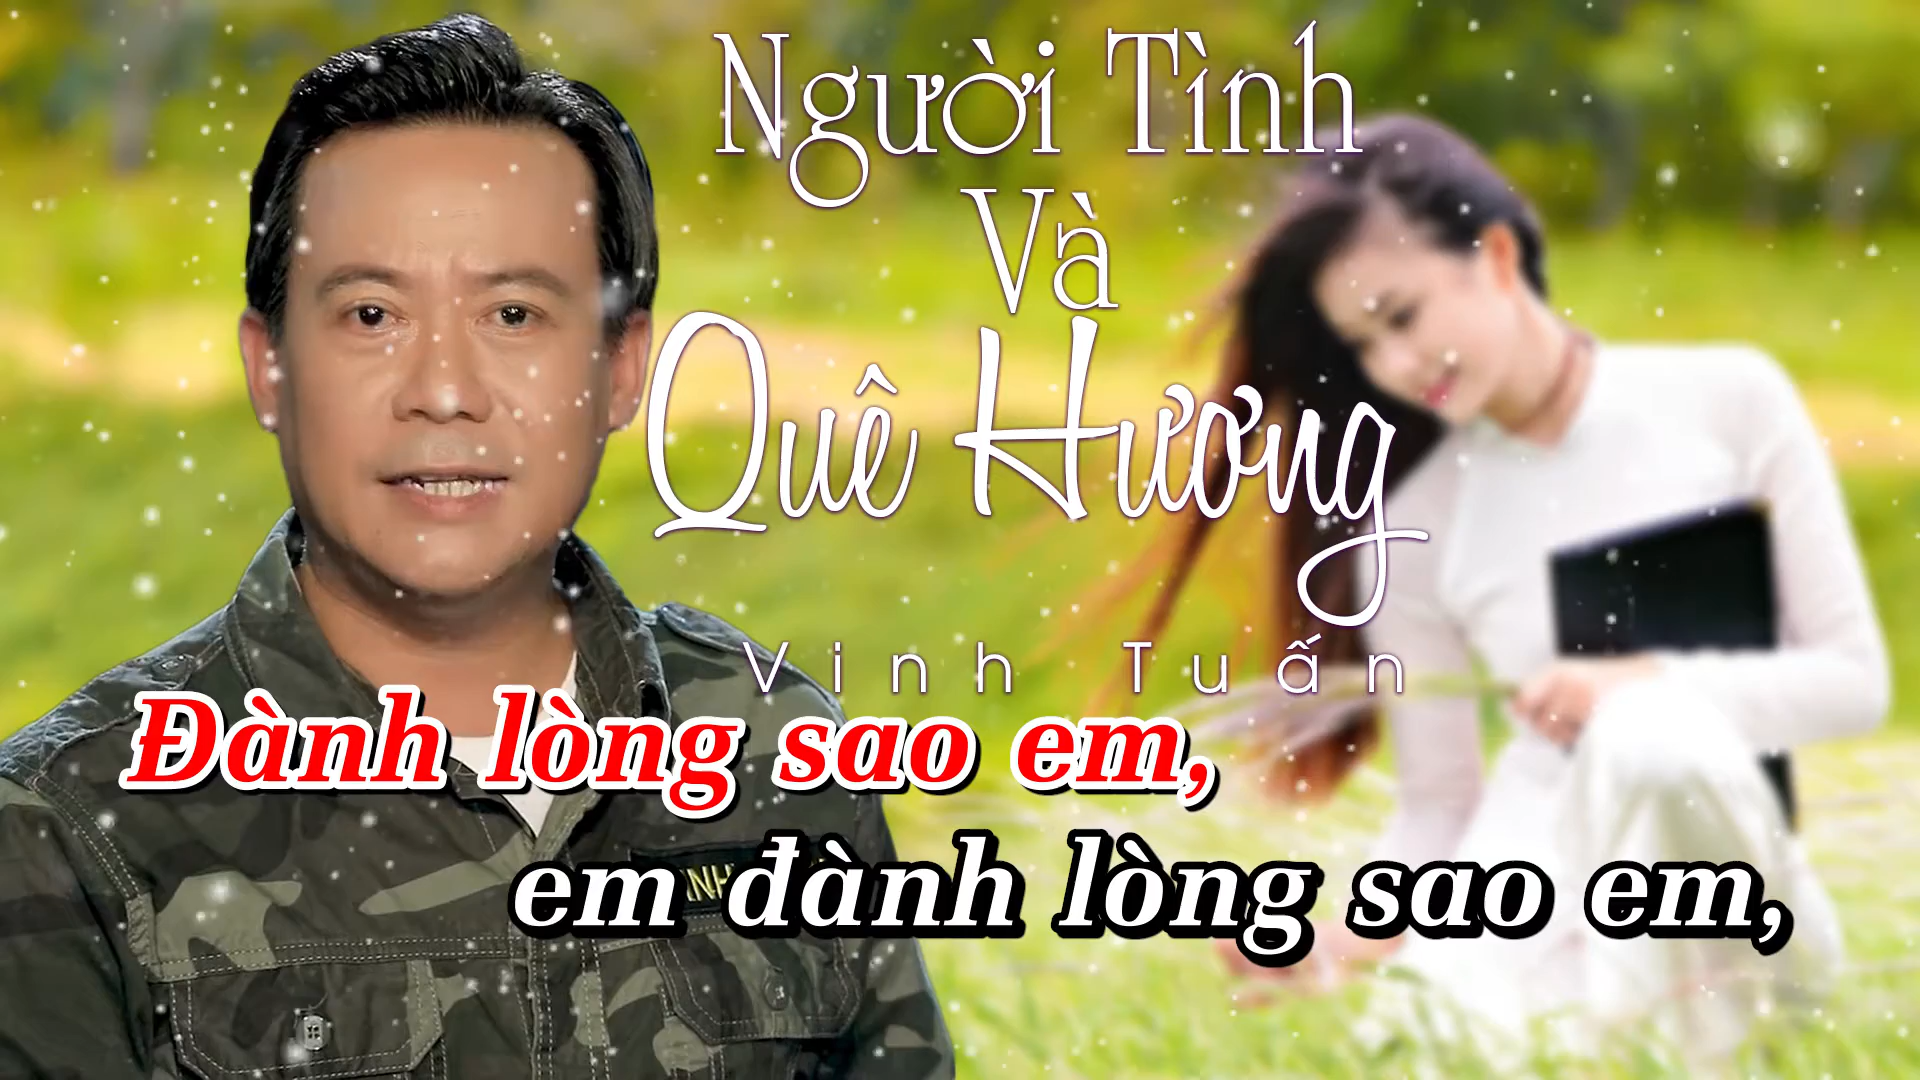 Người Tình
Và
Quê Hương
Vinh Tuấn
Đành lòng sao em,
em đành lòng sao em,